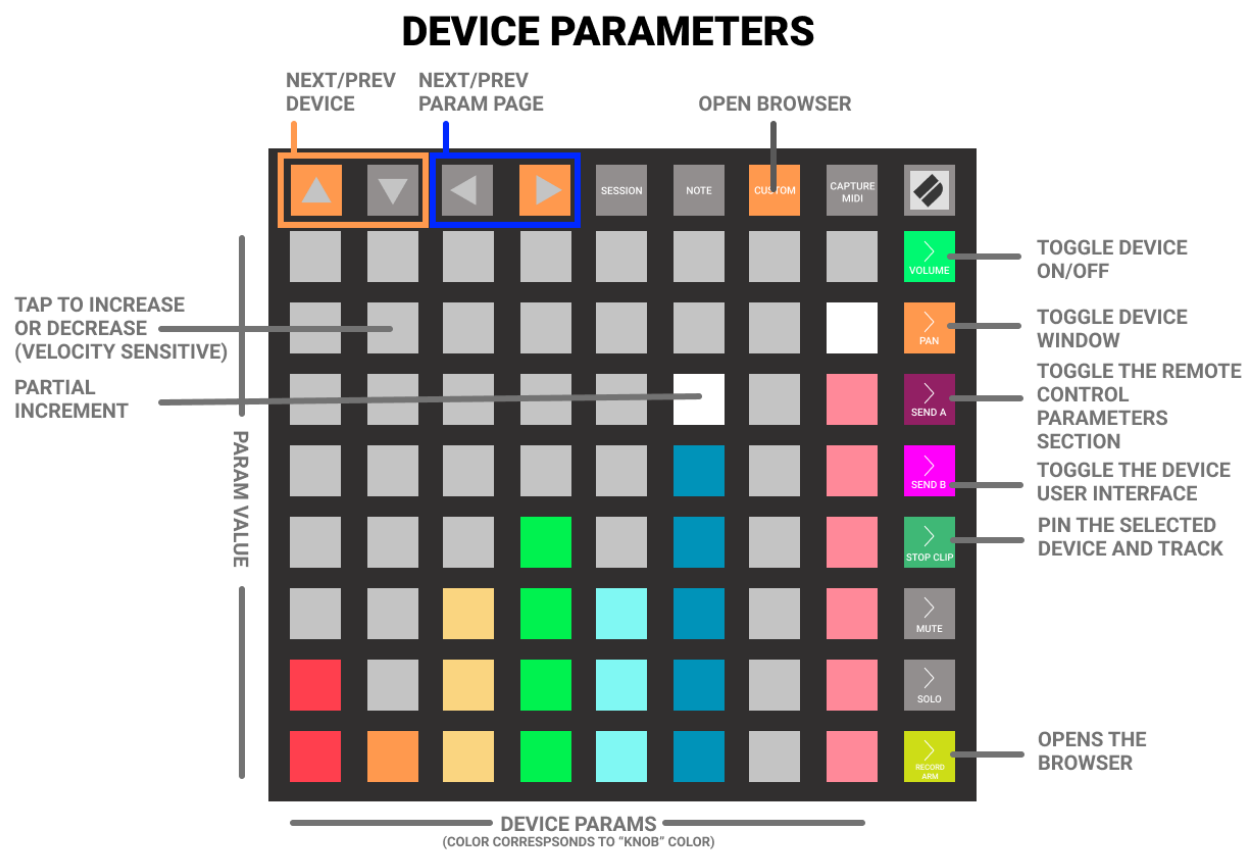 DEVICE PARAMETERS
NEXT/PREV
DEVICE
NEXT/PREV
PARAM PAGE
OPEN BROWSER
SESSION
NOTE
CUSTOM
CAPTURE
MIDI
VOLUME
TOGGLE DEVICE
ON/OFF
TAP TO INCREASE
OR DECREASE
(VELOCITY SENSITIVE)
PAN
TOGGLE DEVICE
WINDOW
PARTIAL
INCREMENT
SEND A
TOGGLE THE REMOTE
CONTROL
PARAMETERS
SECTION
PARAM VALUE
SEND B
TOGGLE THE DEVICE
USER INTERFACE
STOP CLIP
PIN THE SELECTED
DEVICE AND TRACK
MUTE
SOLO
RECORD
ARM
OPENS THE
BROWSER
DEVICE PARAMS
(COLOR CORRESPSONDS TO "KNOB" COLOR)